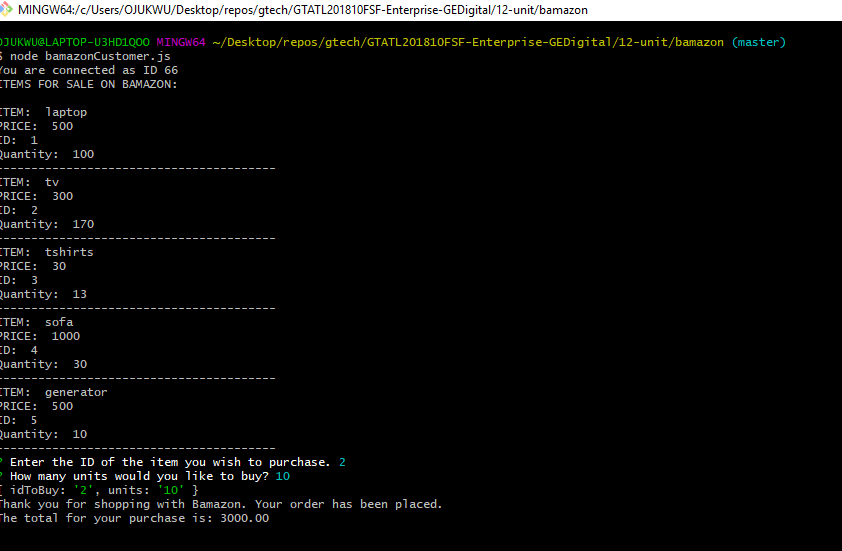 MINGW64:/c/Users/OJUKWU/Desktop/repos/gtech/GTATL201810FSF-Enterprise-GEDigital/12-unit/bamazon
OJUKWU@LAPTOP-U3HD1QOO MINGW64 ~/Desktop/repos/gtech/GTATL201810FSF-Enterprise-GEDigital/12-unit/bamazon (master)
$ node bamazonCustomer.js
You are connected as ID 66
ITEMS FOR SALE ON BAMAZON:
ITEM:  laptop
PRICE:  500
ID:  1
Quantity:  100
----------------------------------------
ITEM:  tv
PRICE:  300
ID:  2
Quantity:  170
----------------------------------------
ITEM:  tshirts
PRICE:  30
ID:  3
Quantity:  13
----------------------------------------
ITEM:  sofa
PRICE:  1000
ID:  4
Quantity:  30
----------------------------------------
ITEM:  generator
PRICE:  500
ID:  5
Quantity:  10
----------------------------------------
? Enter the ID of the item you wish to purchase. 2
? How many units would you like to buy? 10
{ idToBuy: '2', units: '10' }
Thank you for shopping with Bamazon. Your order has been placed.
The total for your purchase is: 3000.00